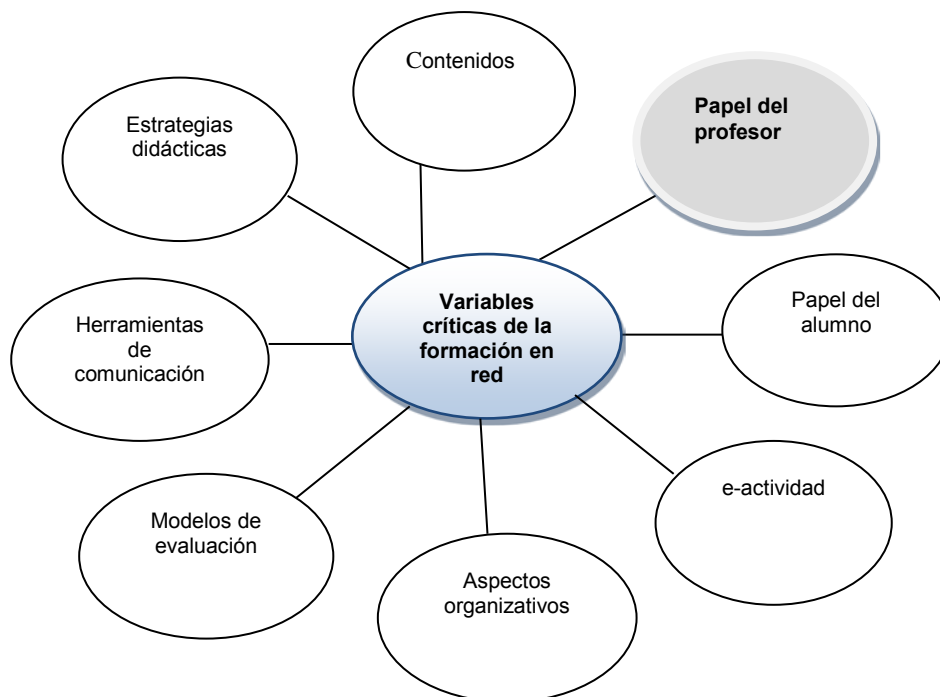 Contenidos
Papel del
profesor
Estrategias
didácticas
Variables
críticas de la
formación en
red
Papel del
alumno
Herramientas
de
comunicación
e-actividad
Modelos de
evaluación
Aspectos
organizativos